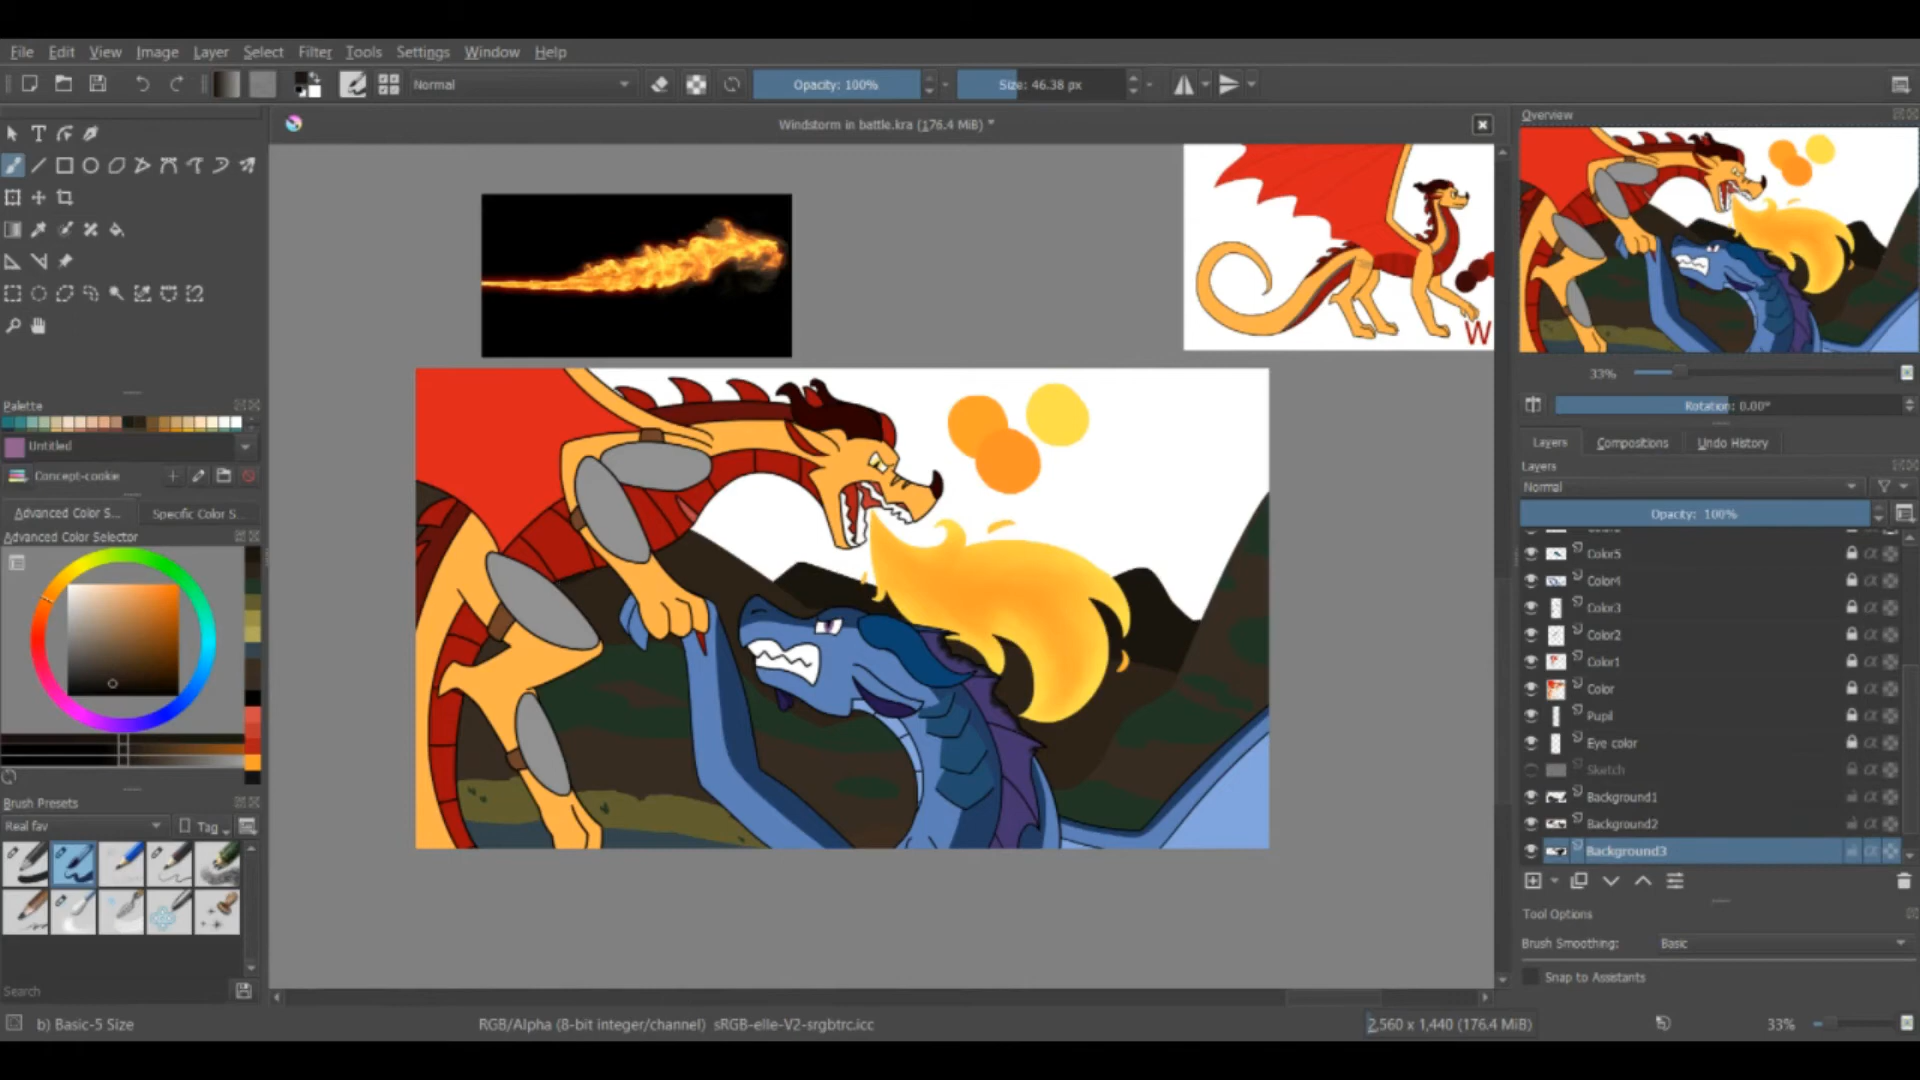 File Edit View Image Layer Select Filter Tools Settings Window Help
Normal
Opacity: 100%
Size: 46.38 px
Windstorm in battle.kra (176.4 MiB) *
Overview
W
33%
Rotation: 0.00°
Palette
Untitled
Concept-cookie
Layers Compositions Undo History
Layers
Normal
Opacity: 100%
Advanced Color S... Specific Color S...
Advanced Color Selector
Color5
Color4
Color3
Color2
Color1
Color
Pupil
Eye color
Sketch
Background1
Background2
Background3
Brush Presets
Real fav
Tag
Tool Options
Brush Smoothing: Basic
Snap to Assistants
Search
b) Basic-5 Size
RGB/Alpha (8-bit integer/channel) sRGB-elle-V2-srgbtrc.icc
2,560 x 1,440 (176.4 MiB)
33%